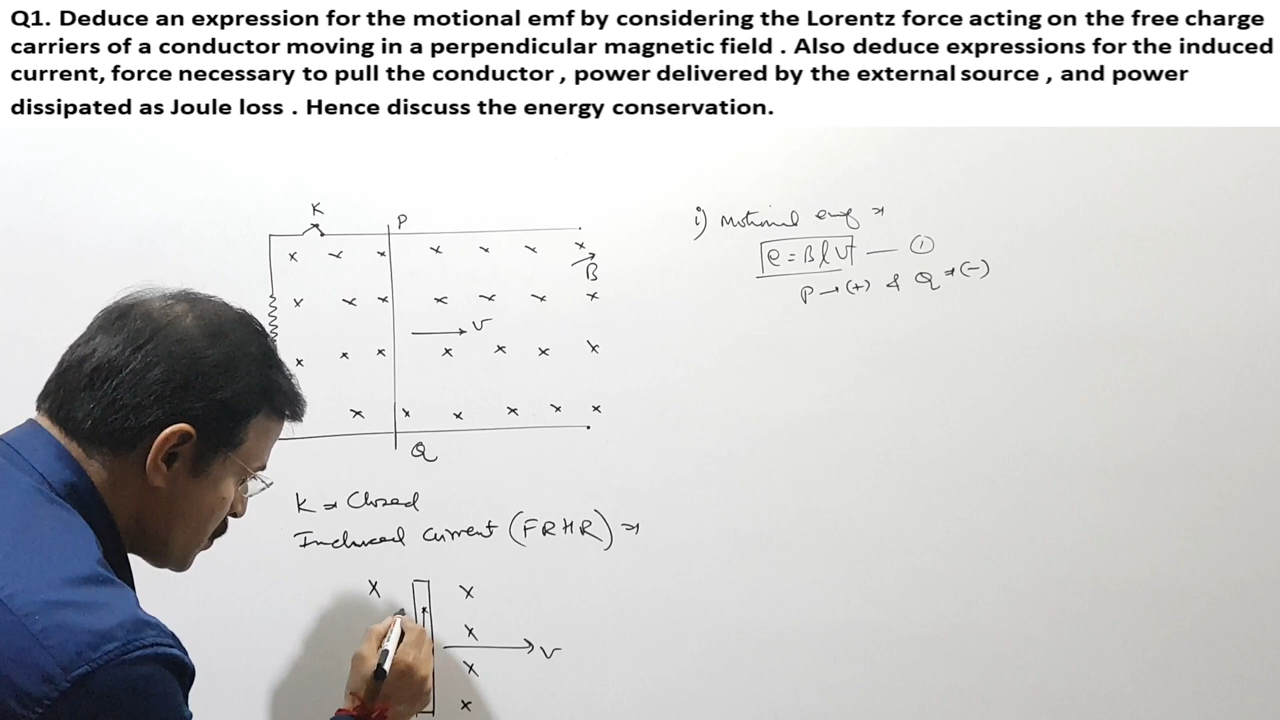 Q1. Deduce an expression for the motional emf by considering the Lorentz force acting on the free charge
carriers of a conductor moving in a perpendicular magnetic field . Also deduce expressions for the induced
current, force necessary to pull the conductor , power delivered by the external source , and power
dissipated as Joule loss . Hence discuss the energy conservation.
K
P
B
v
Q
i) Motional emf →
e = Blv — ①
P → (+) & Q → (-)
K → Closed
Induced current (FRHR) →
v